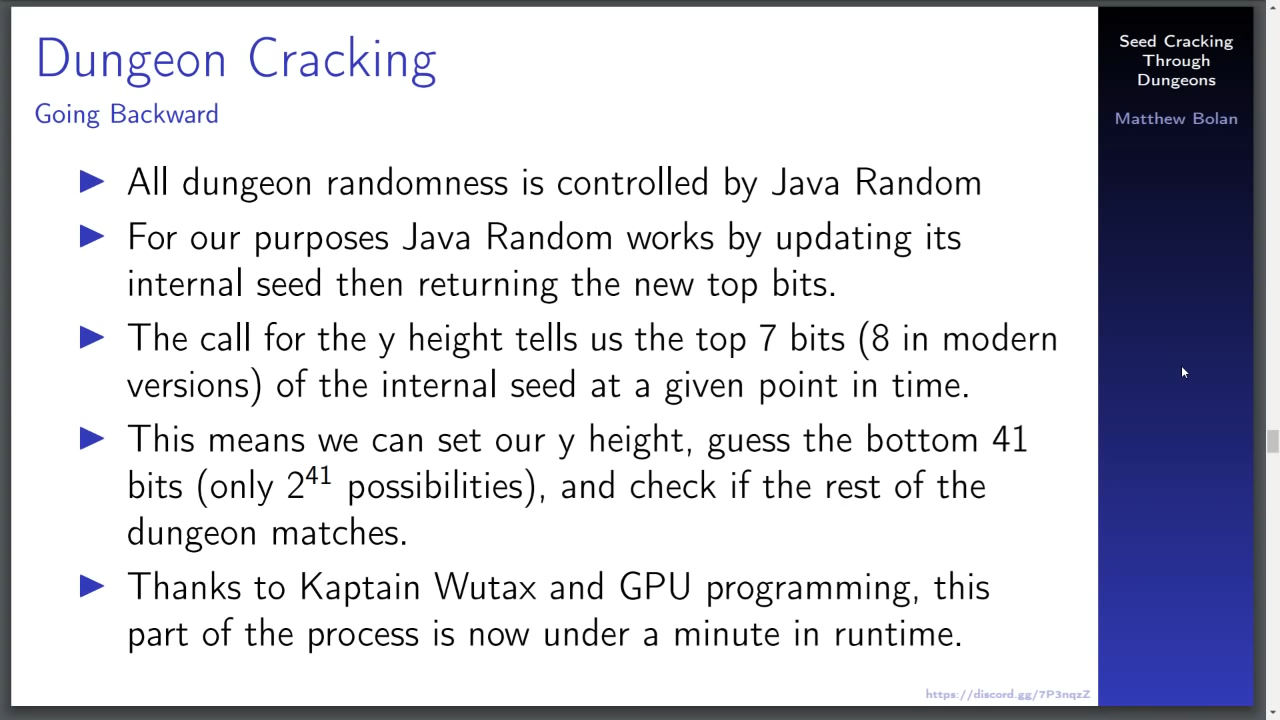 Dungeon Cracking
Going Backward
▶ All dungeon randomness is controlled by Java Random
▶ For our purposes Java Random works by updating its
internal seed then returning the new top bits.
▶ The call for the y height tells us the top 7 bits (8 in modern
versions) of the internal seed at a given point in time.
▶ This means we can set our y height, guess the bottom 41
bits (only 2^41 possibilities), and check if the rest of the
dungeon matches.
▶ Thanks to Kaptain Wutax and GPU programming, this
part of the process is now under a minute in runtime.
https://discord.gg/7P3nqzZ
Seed Cracking
Through
Dungeons
Matthew Bolan